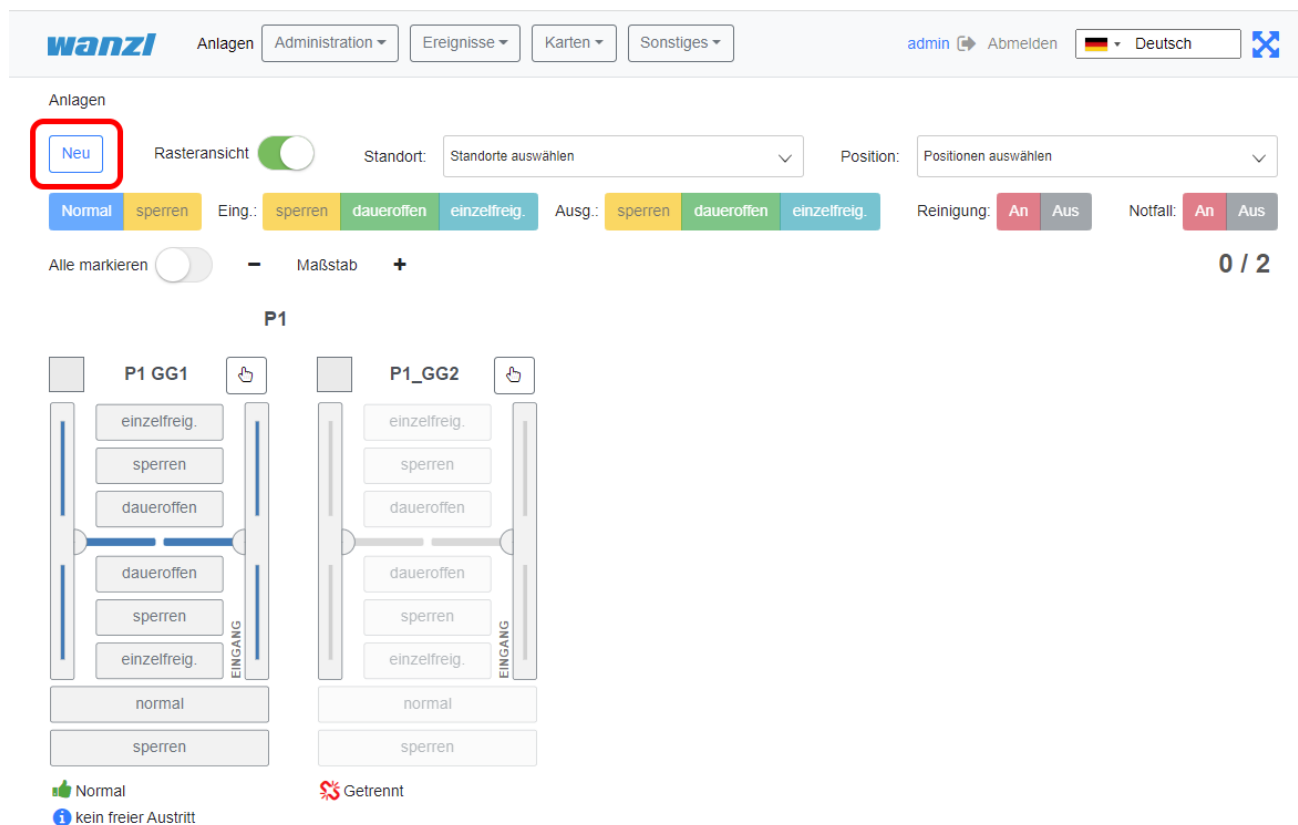 wanzl Anlagen Administration Ereignisse Karten Sonstiges admin Abmelden Deutsch
Anlagen
Neu Rasteransicht Standort: Standorte auswählen Position: Positionen auswählen
Normal sperren Eing.: sperren daueroffen einzelfreig. Ausg.: sperren daueroffen einzelfreig. Reinigung: An Aus Notfall: An Aus
Alle markieren − Maßstab + 0 / 2
P1
P1 GG1 P1_GG2
einzelfreig. einzelfreig.
sperren sperren
daueroffen daueroffen
daueroffen daueroffen
sperren sperren
einzelfreig. EINGANG einzelfreig. EINGANG
normal normal
sperren sperren
Normal Getrennt
kein freier Austritt